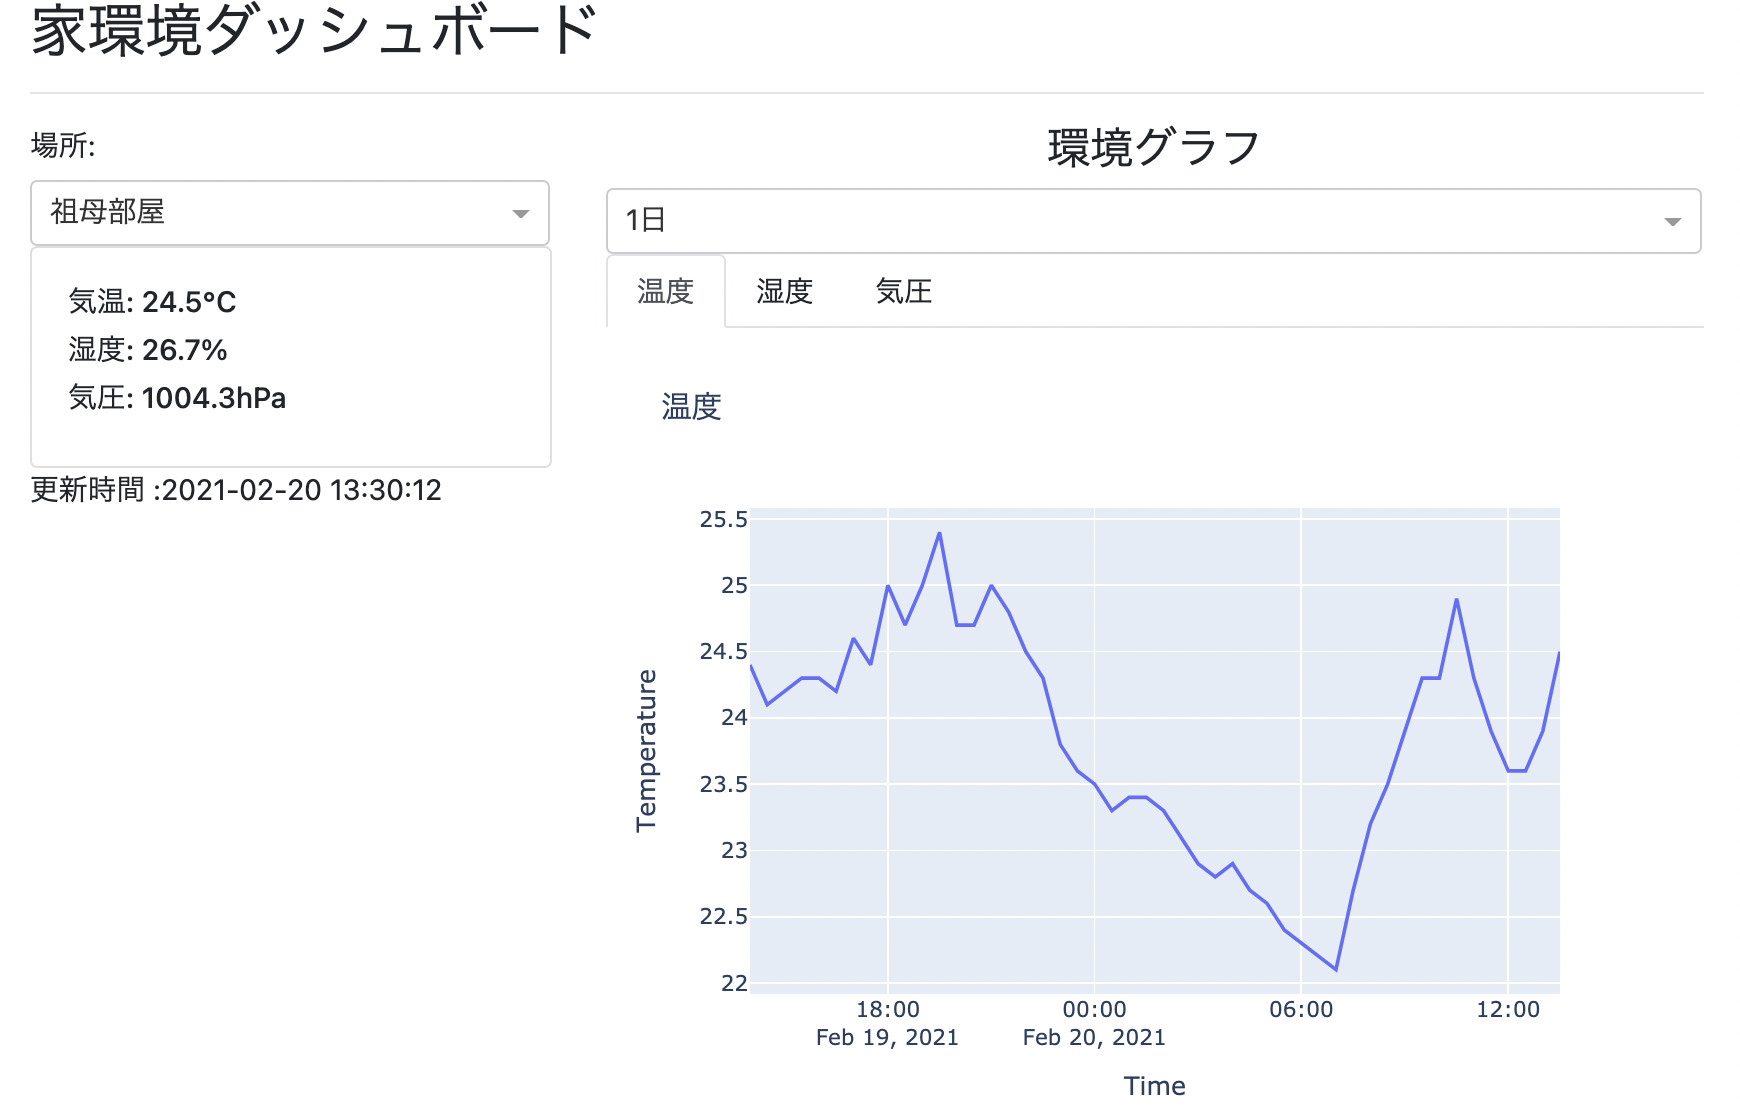 家環境ダッシュボード
場所:
祖母部屋
気温: 24.5°C
湿度: 26.7%
気圧: 1004.3hPa
更新時間 :2021-02-20 13:30:12
環境グラフ
1日
温度 湿度 気圧
温度
25.5
25
24.5
24
23.5
23
22.5
22
Temperature
18:00 00:00 06:00 12:00
Feb 19, 2021 Feb 20, 2021
Time